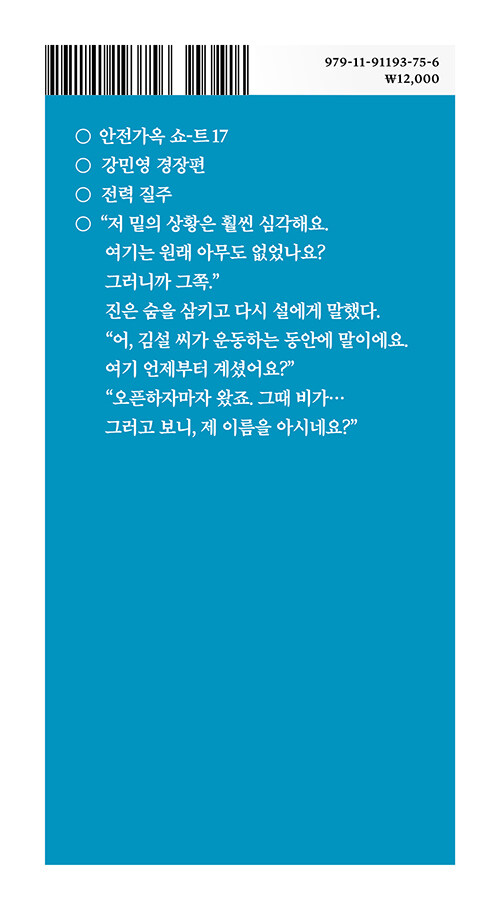 979-11-91193-75-6
₩12,000
○ 안전가옥 쇼-트 17
○ 강민영 경장편
○ 전력 질주
○ “저 밑의 상황은 훨씬 심각해요.
여기는 원래 아무도 없었나요?
그러니까 그쪽.”
진은 숨을 삼키고 다시 설에게 말했다.
“어, 김설 씨가 운동하는 동안에 말이에요.
여기 언제부터 계셨어요?”
“오픈하자마자 왔죠. 그때 비가…
그러고 보니, 제 이름을 아시네요?”